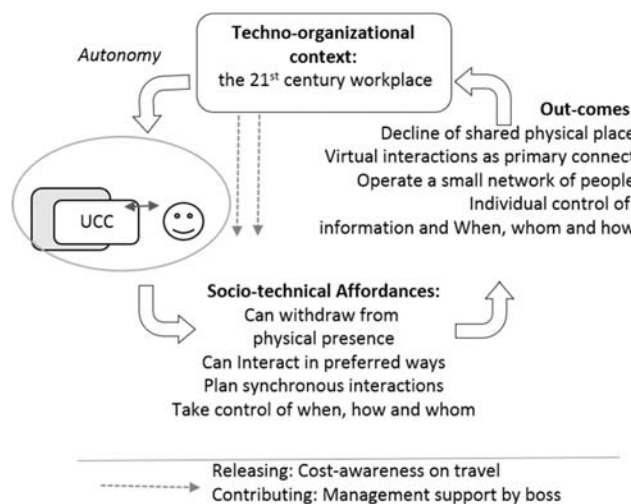 Techno-organizational
context:
the 21st century workplace
Autonomy
UCC
Out-comes
Decline of shared physical place
Virtual interactions as primary connect
Operate a small network of people
Individual control of
information and When, whom and how
Socio-technical Affordances:
Can withdraw from
physical presence
Can Interact in preferred ways
Plan synchronous interactions
Take control of when, how and whom
Releasing: Cost-awareness on travel
Contributing: Management support by boss